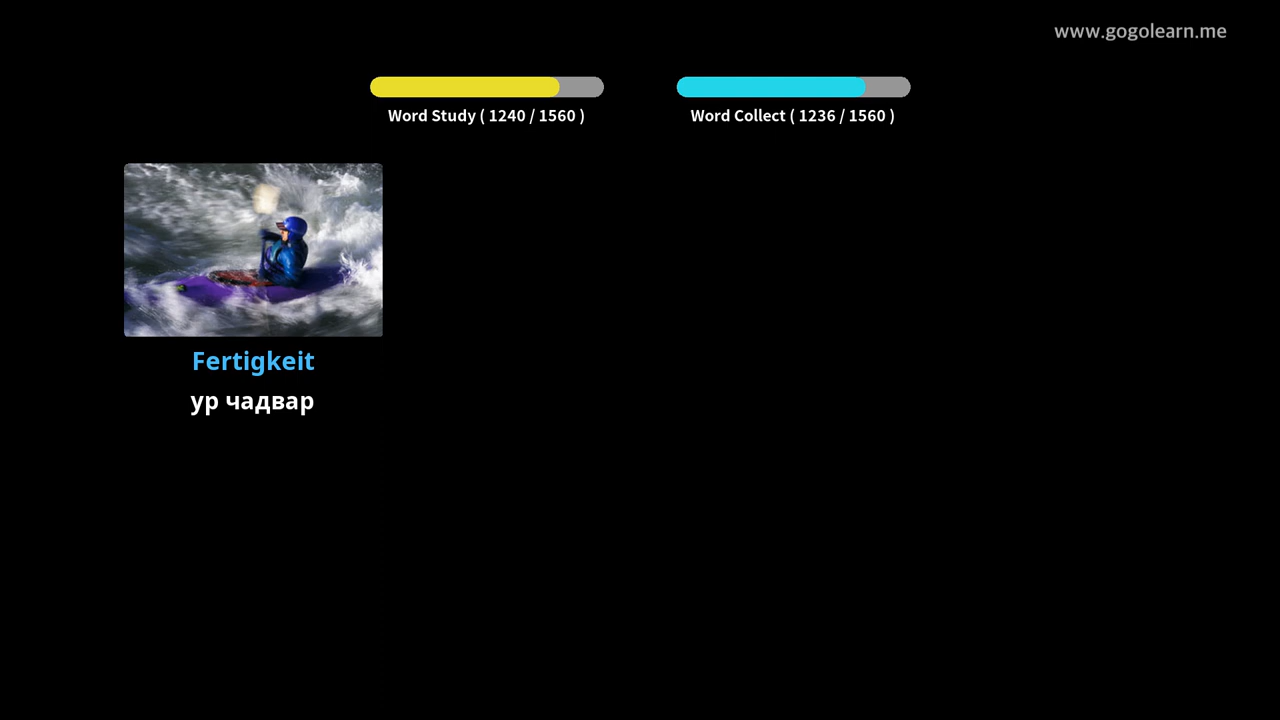 www.gogolearn.me
Word Study ( 1240 / 1560 )
Word Collect ( 1236 / 1560 )
Fertigkeit
ур чадвар